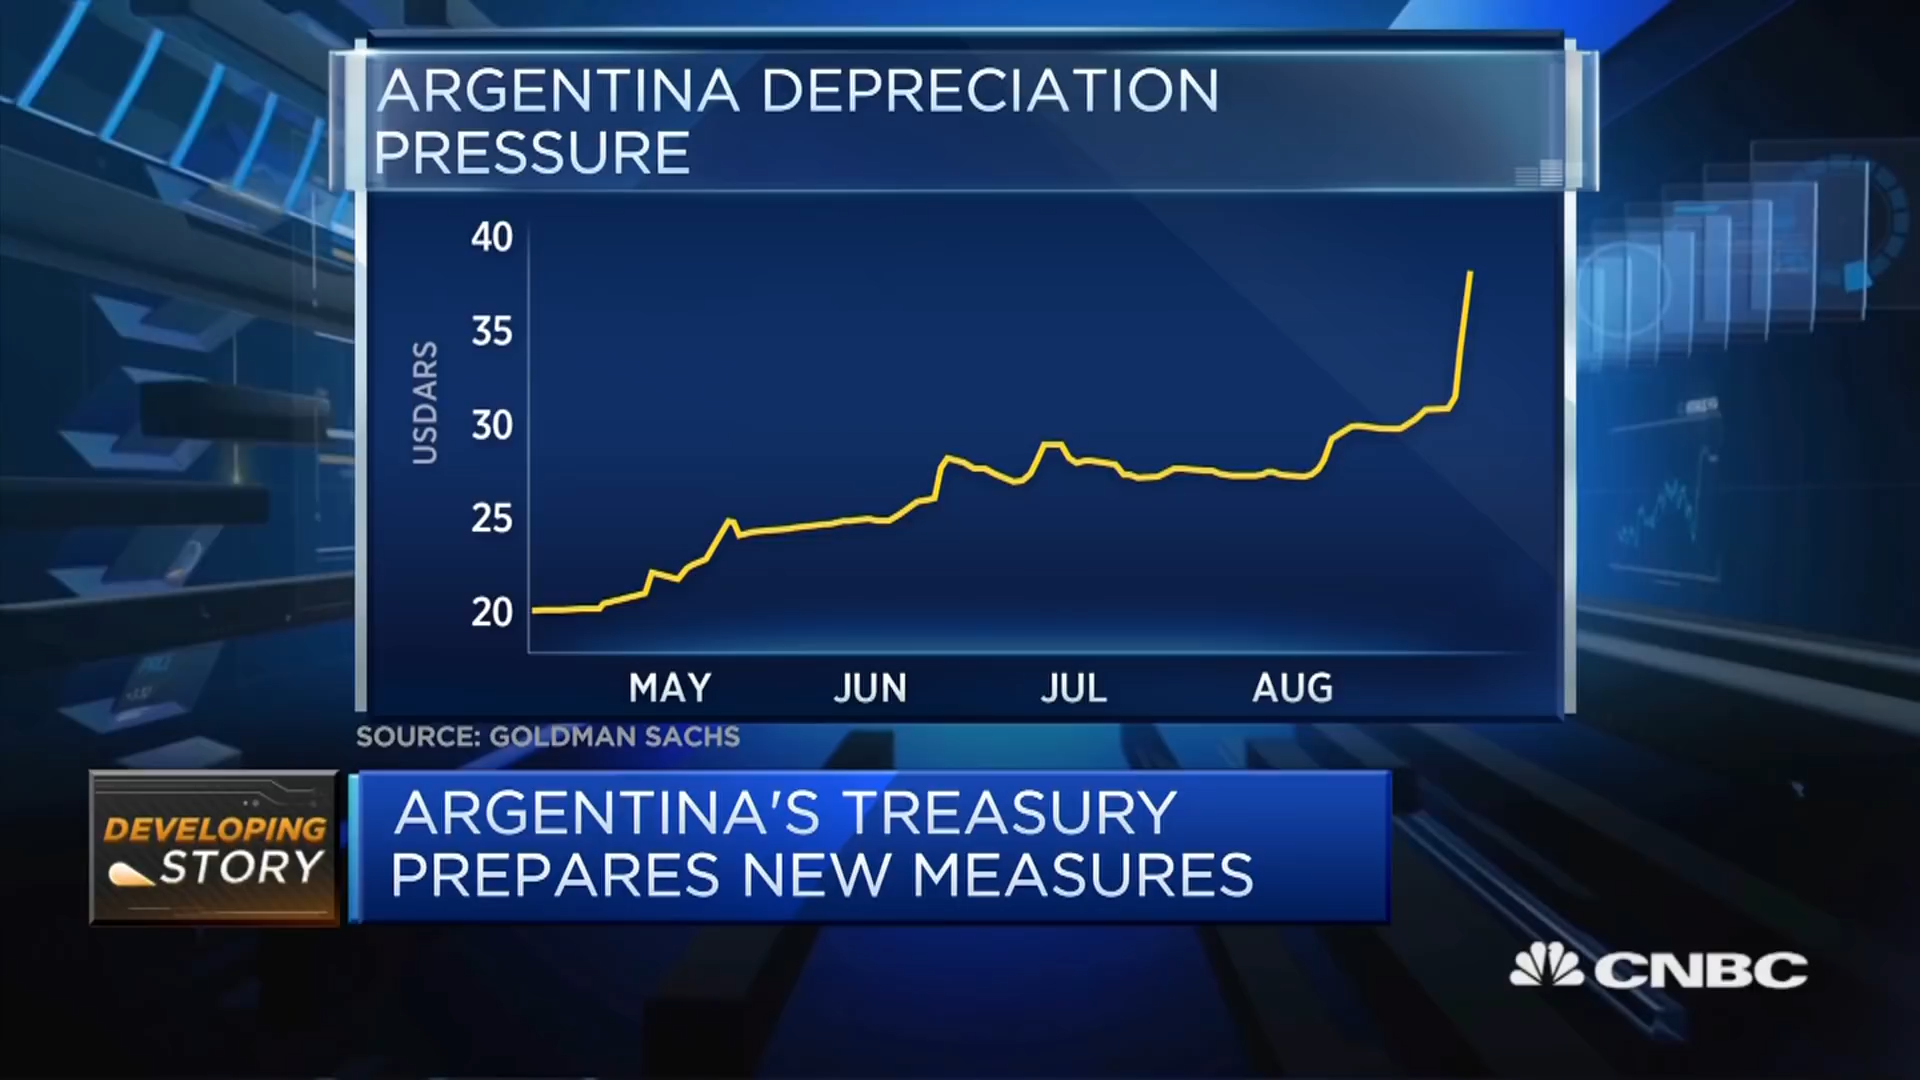 ARGENTINA DEPRECIATION
PRESSURE
40
35
30
25
20
USDARS
MAY JUN JUL AUG
SOURCE: GOLDMAN SACHS
DEVELOPING
STORY
ARGENTINA'S TREASURY
PREPARES NEW MEASURES
CNBC